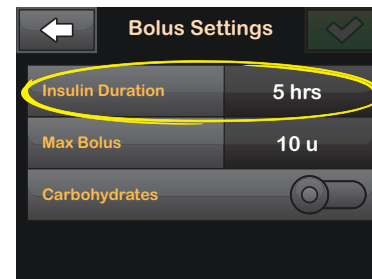 Bolus Settings
Insulin Duration 5 hrs
Max Bolus 10 u
Carbohydrates